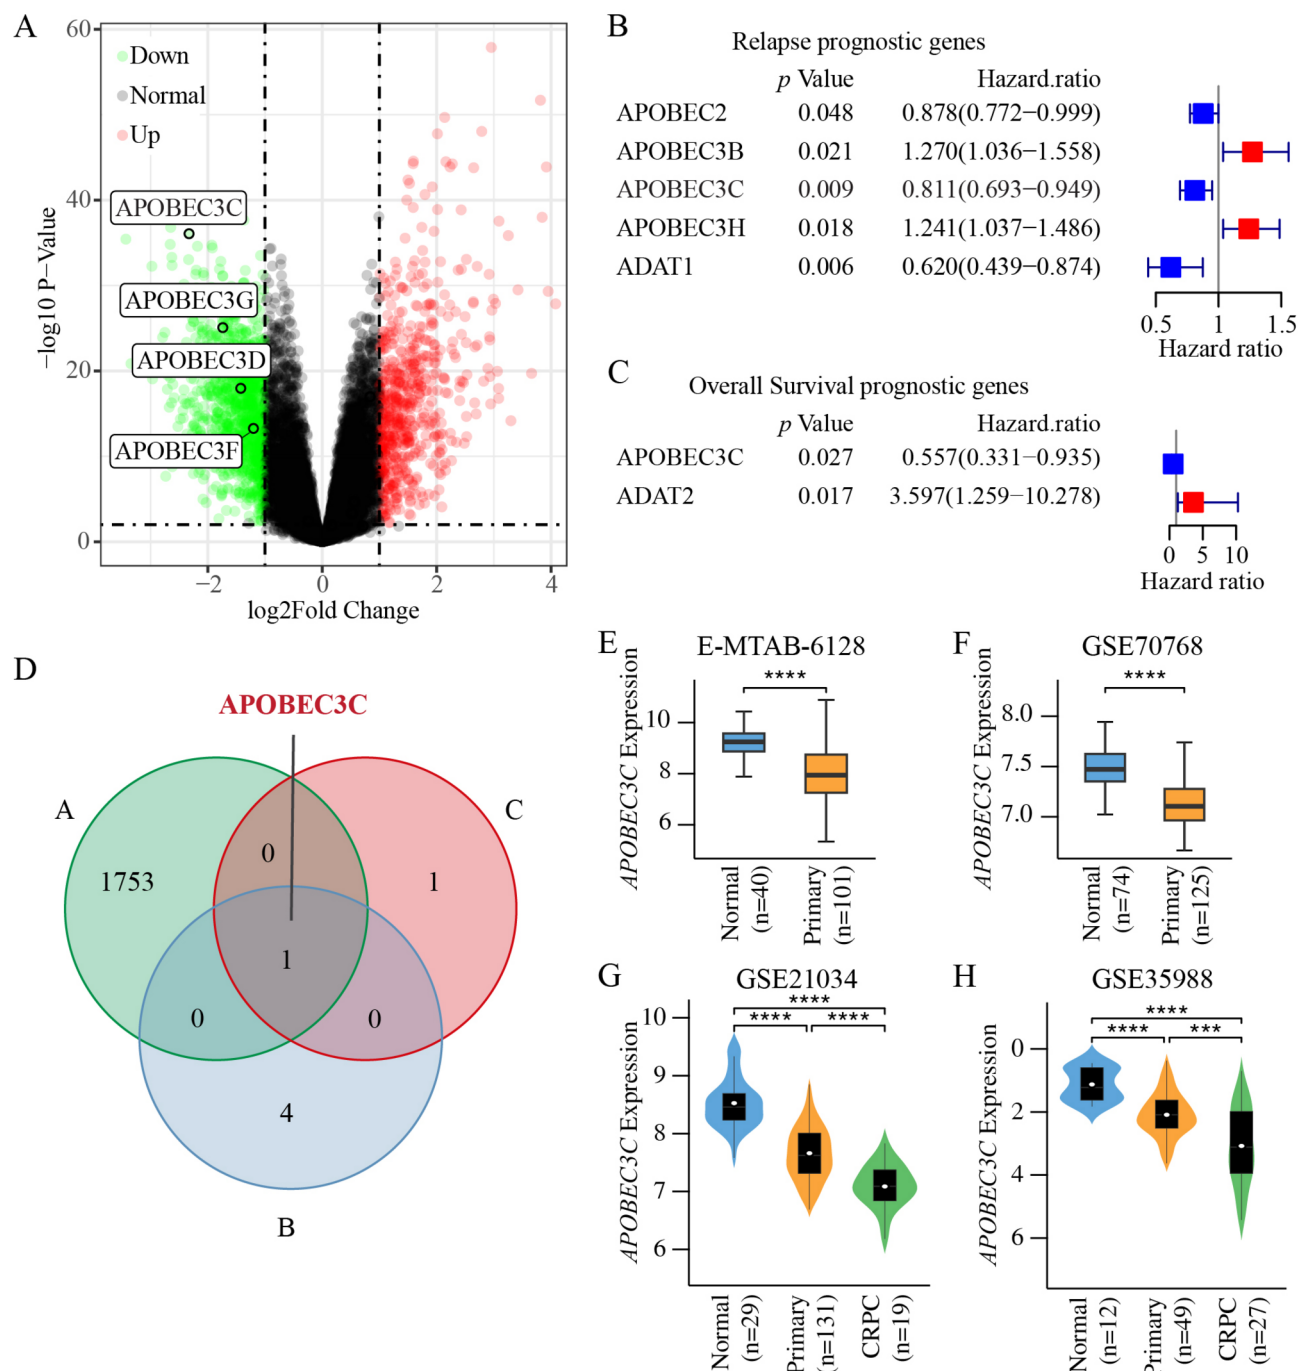 A
60
40
20
0
−log10 P−Value
Down
Normal
Up
APOBEC3C
APOBEC3G
APOBEC3D
APOBEC3F
−2 0 2 4
log2Fold Change
B
Relapse prognostic genes
p Value Hazard.ratio
APOBEC2 0.048 0.878(0.772−0.999)
APOBEC3B 0.021 1.270(1.036−1.558)
APOBEC3C 0.009 0.811(0.693−0.949)
APOBEC3H 0.018 1.241(1.037−1.486)
ADAT1 0.006 0.620(0.439−0.874)
0.5 1 1.5
Hazard ratio
C
Overall Survival prognostic genes
p Value Hazard.ratio
APOBEC3C 0.027 0.557(0.331−0.935)
ADAT2 0.017 3.597(1.259−10.278)
0 5 10
Hazard ratio
D
APOBEC3C
A
C
1753
0
1
1
0
0
4
B
E
E-MTAB-6128
****
APOBEC3C Expression
10
8
6
Normal
(n=40)
Primary
(n=101)
F
GSE70768
****
APOBEC3C Expression
8.0
7.5
7.0
Normal
(n=74)
Primary
(n=125)
G
GSE21034
****
**** ****
APOBEC3C Expression
10
9
8
7
6
Normal
(n=29)
Primary
(n=131)
CRPC
(n=19)
H
GSE35988
****
**** ***
APOBEC3C Expression
0
2
4
6
Normal
(n=12)
Primary
(n=49)
CRPC
(n=27)